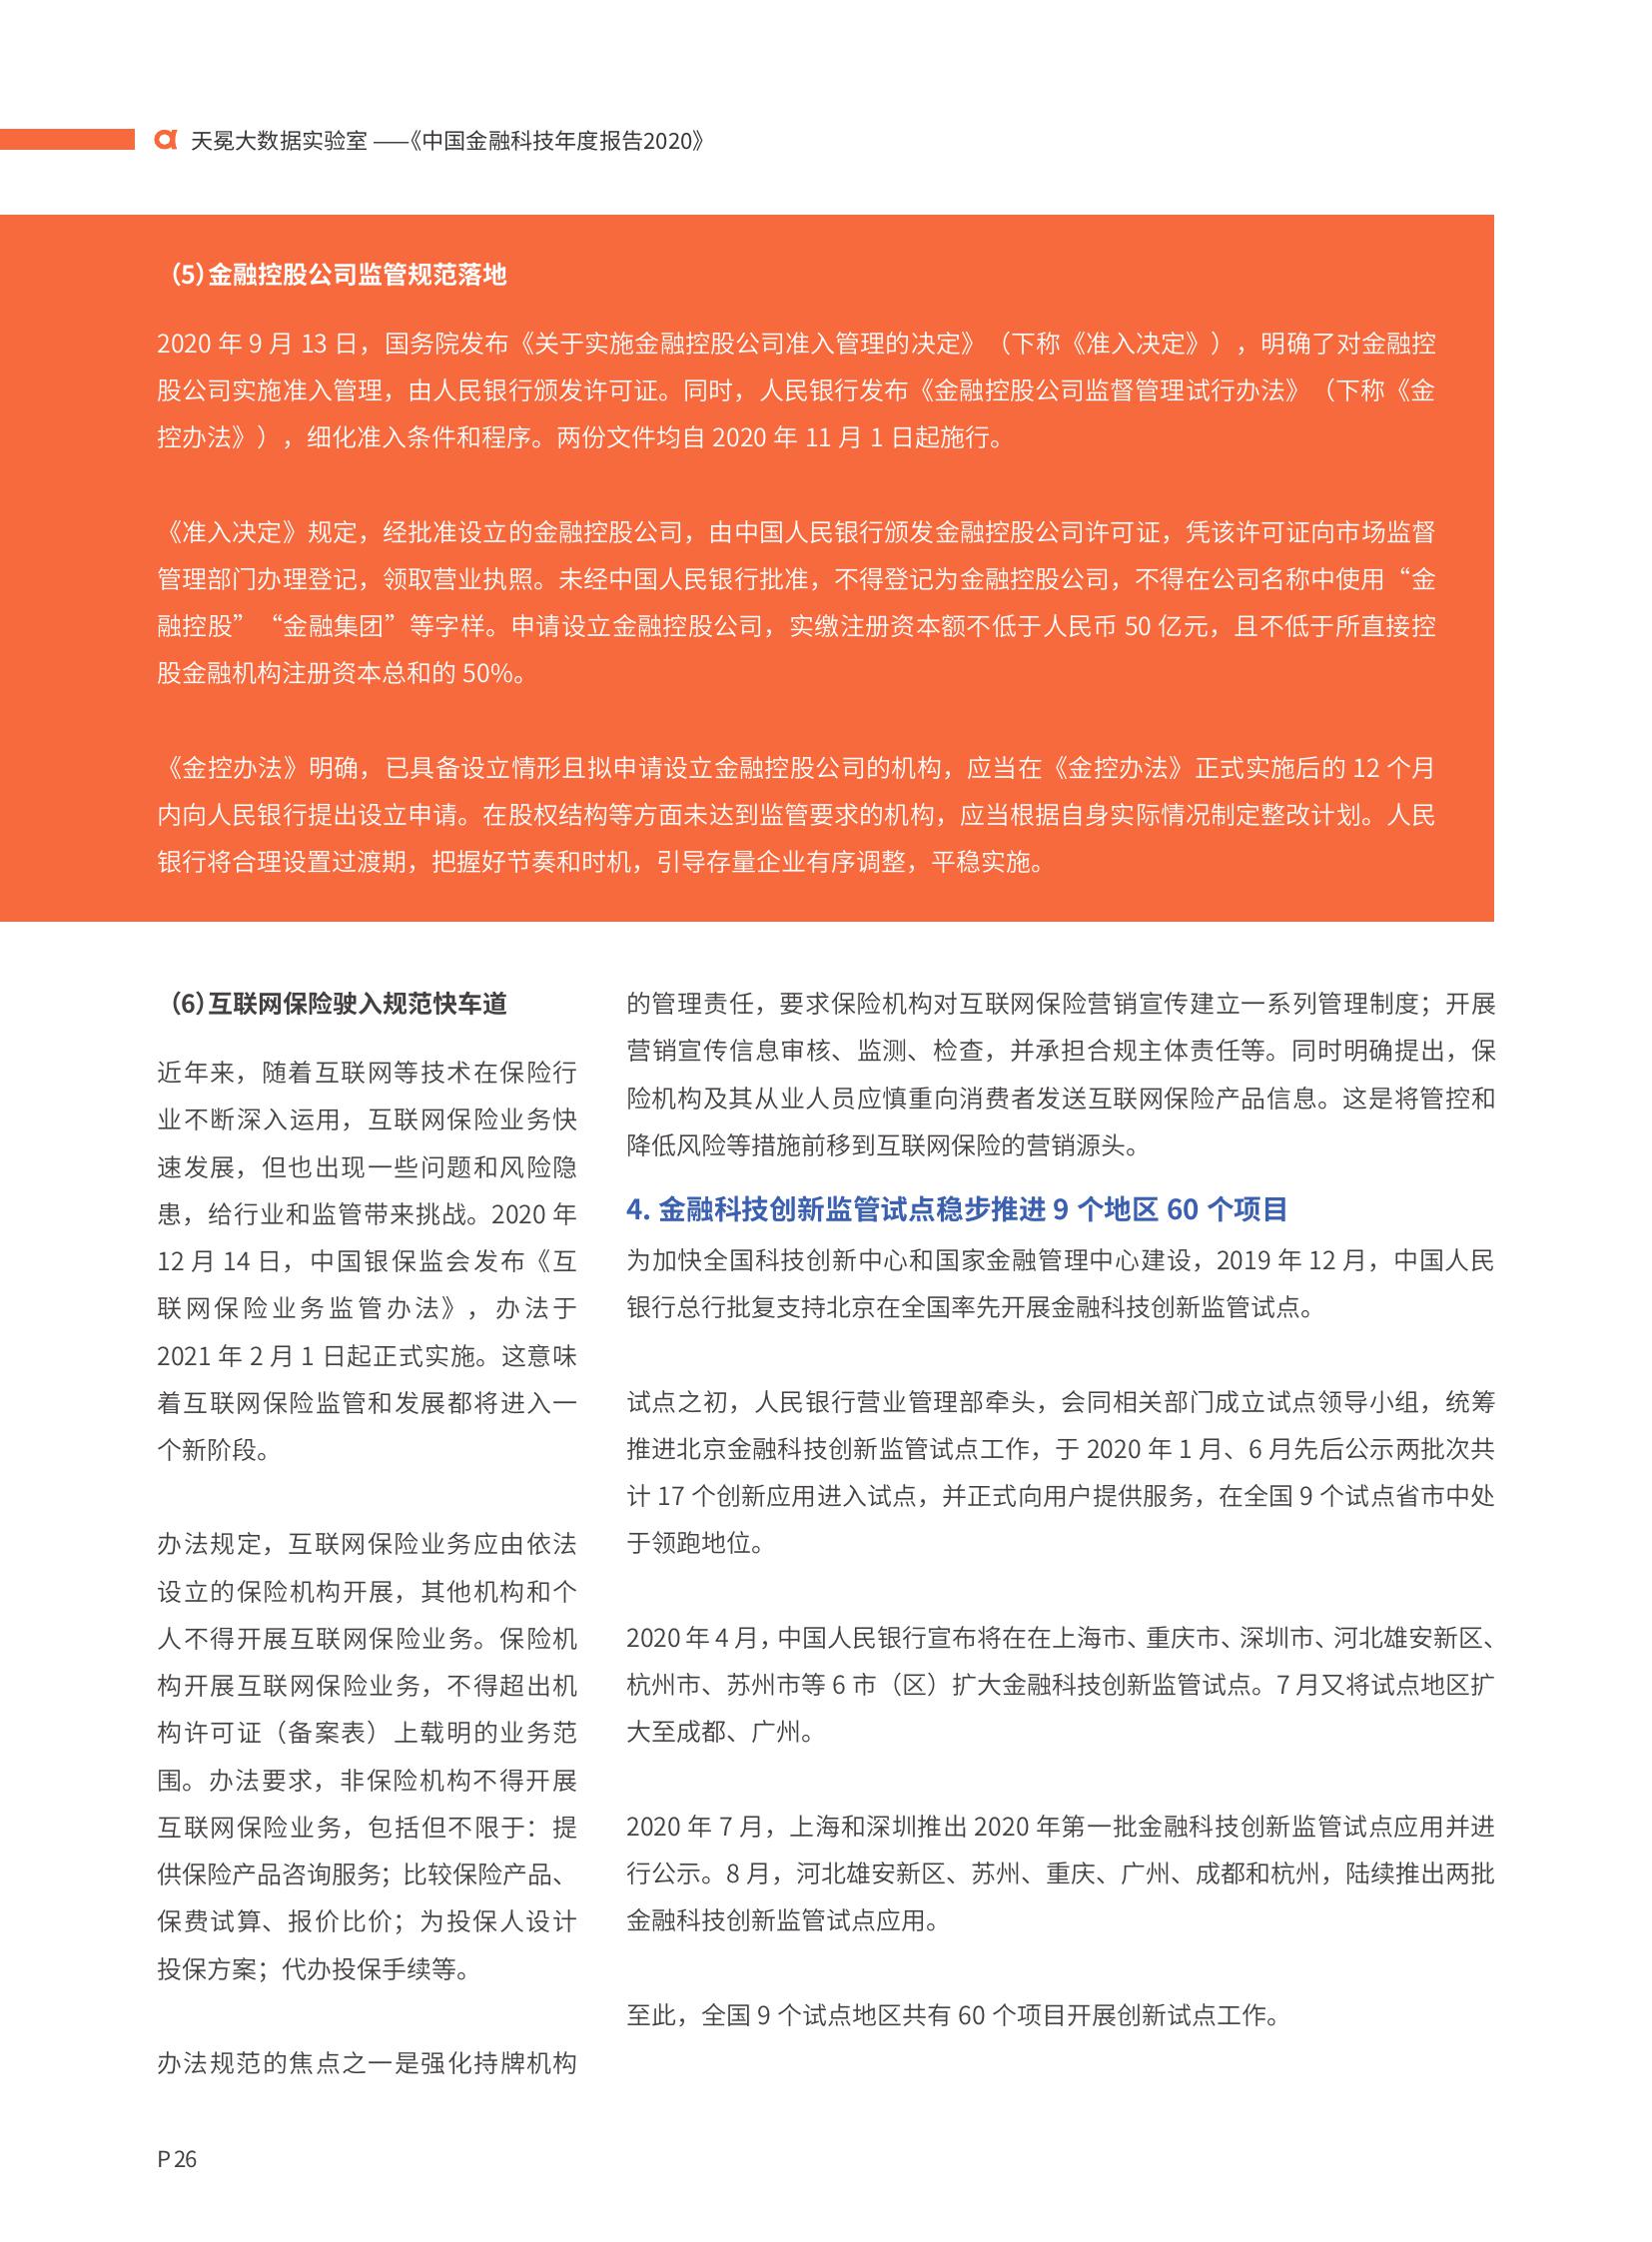 天冕大数据实验室 ——《中国金融科技年度报告2020》
（5）金融控股公司监管规范落地
2020 年 9 月 13 日，国务院发布《关于实施金融控股公司准入管理的决定》（下称《准入决定》），明确了对金融控
股公司实施准入管理，由人民银行颁发许可证。同时，人民银行发布《金融控股公司监督管理试行办法》（下称《金
控办法》），细化准入条件和程序。两份文件均自 2020 年 11 月 1 日起施行。
《准入决定》规定，经批准设立的金融控股公司，由中国人民银行颁发金融控股公司许可证，凭该许可证向市场监督
管理部门办理登记，领取营业执照。未经中国人民银行批准，不得登记为金融控股公司，不得在公司名称中使用“金
融控股”“金融集团”等字样。申请设立金融控股公司，实缴注册资本额不低于人民币 50 亿元，且不低于所直接控
股金融机构注册资本总和的 50%。
《金控办法》明确，已具备设立情形且拟申请设立金融控股公司的机构，应当在《金控办法》正式实施后的 12 个月
内向人民银行提出设立申请。在股权结构等方面未达到监管要求的机构，应当根据自身实际情况制定整改计划。人民
银行将合理设置过渡期，把握好节奏和时机，引导存量企业有序调整，平稳实施。
（6）互联网保险驶入规范快车道
近年来，随着互联网等技术在保险行
业不断深入运用，互联网保险业务快
速发展，但也出现一些问题和风险隐
患，给行业和监管带来挑战。2020 年
12 月 14 日，中国银保监会发布《互
联网保险业务监管办法》，办法于
2021 年 2 月 1 日起正式实施。这意味
着互联网保险监管和发展都将进入一
个新阶段。
办法规定，互联网保险业务应由依法
设立的保险机构开展，其他机构和个
人不得开展互联网保险业务。保险机
构开展互联网保险业务，不得超出机
构许可证（备案表）上载明的业务范
围。办法要求，非保险机构不得开展
互联网保险业务，包括但不限于：提
供保险产品咨询服务；比较保险产品、
保费试算、报价比价；为投保人设计
投保方案；代办投保手续等。
办法规范的焦点之一是强化持牌机构
的管理责任，要求保险机构对互联网保险营销宣传建立一系列管理制度；开展
营销宣传信息审核、监测、检查，并承担合规主体责任等。同时明确提出，保
险机构及其从业人员应慎重向消费者发送互联网保险产品信息。这是将管控和
降低风险等措施前移到互联网保险的营销源头。
4. 金融科技创新监管试点稳步推进 9 个地区 60 个项目
为加快全国科技创新中心和国家金融管理中心建设，2019 年 12 月，中国人民
银行总行批复支持北京在全国率先开展金融科技创新监管试点。
试点之初，人民银行营业管理部牵头，会同相关部门成立试点领导小组，统筹
推进北京金融科技创新监管试点工作，于 2020 年 1 月、6 月先后公示两批次共
计 17 个创新应用进入试点，并正式向用户提供服务，在全国 9 个试点省市中处
于领跑地位。
2020 年 4 月，中国人民银行宣布将在在上海市、重庆市、深圳市、河北雄安新区、
杭州市、苏州市等 6 市（区）扩大金融科技创新监管试点。7 月又将试点地区扩
大至成都、广州。
2020 年 7 月，上海和深圳推出 2020 年第一批金融科技创新监管试点应用并进
行公示。8 月，河北雄安新区、苏州、重庆、广州、成都和杭州，陆续推出两批
金融科技创新监管试点应用。
至此，全国 9 个试点地区共有 60 个项目开展创新试点工作。
P 26